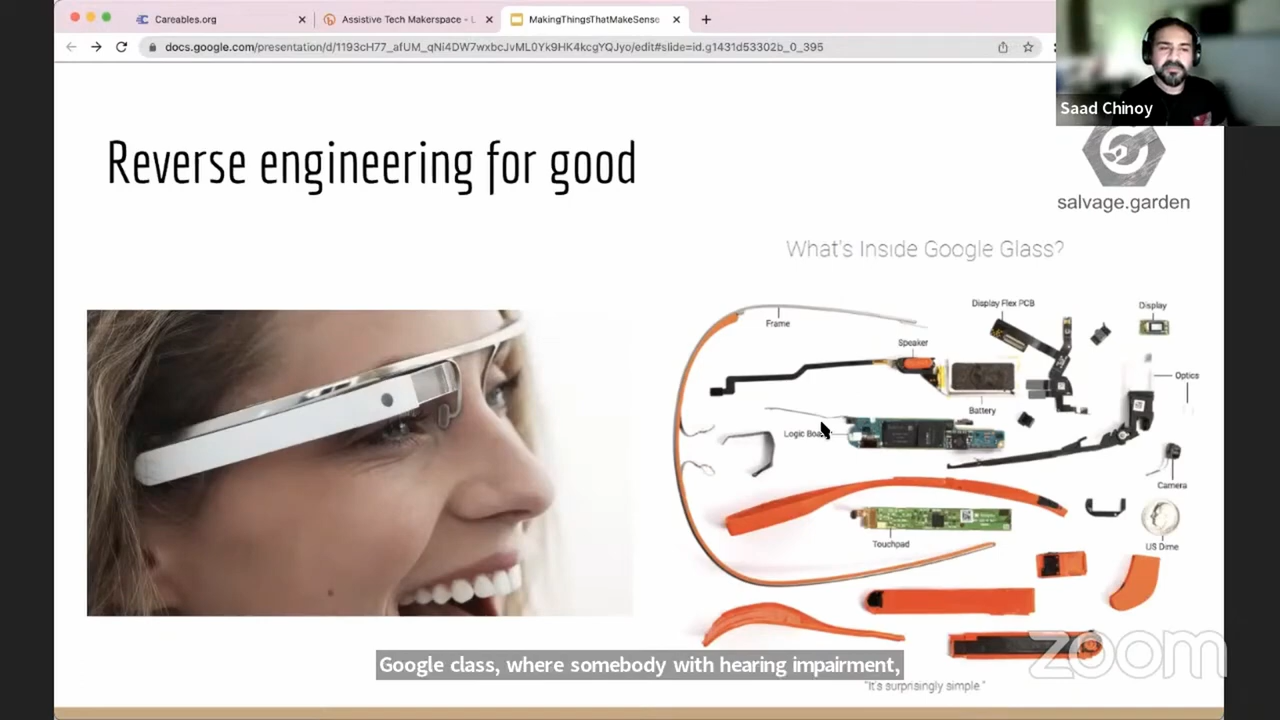 Careables.org
Assistive Tech Makerspace - L
MakingThingsThatMakeSense
docs.google.com/presentation/d/1193cH77_afUM_qNi4DW7wxbcJvML0Yk9HK4kcgYQJyo/edit#slide=id.g1431d53302b_0_395
Saad Chinoy
Reverse engineering for good
salvage.garden
What's Inside Google Glass?
Display Flex PCB
Display
Frame
Speaker
Optics
Battery
Logic Board
Camera
Touchpad
US Dime
zoom
Google class, where somebody with hearing impairment,
"It's surprisingly simple."